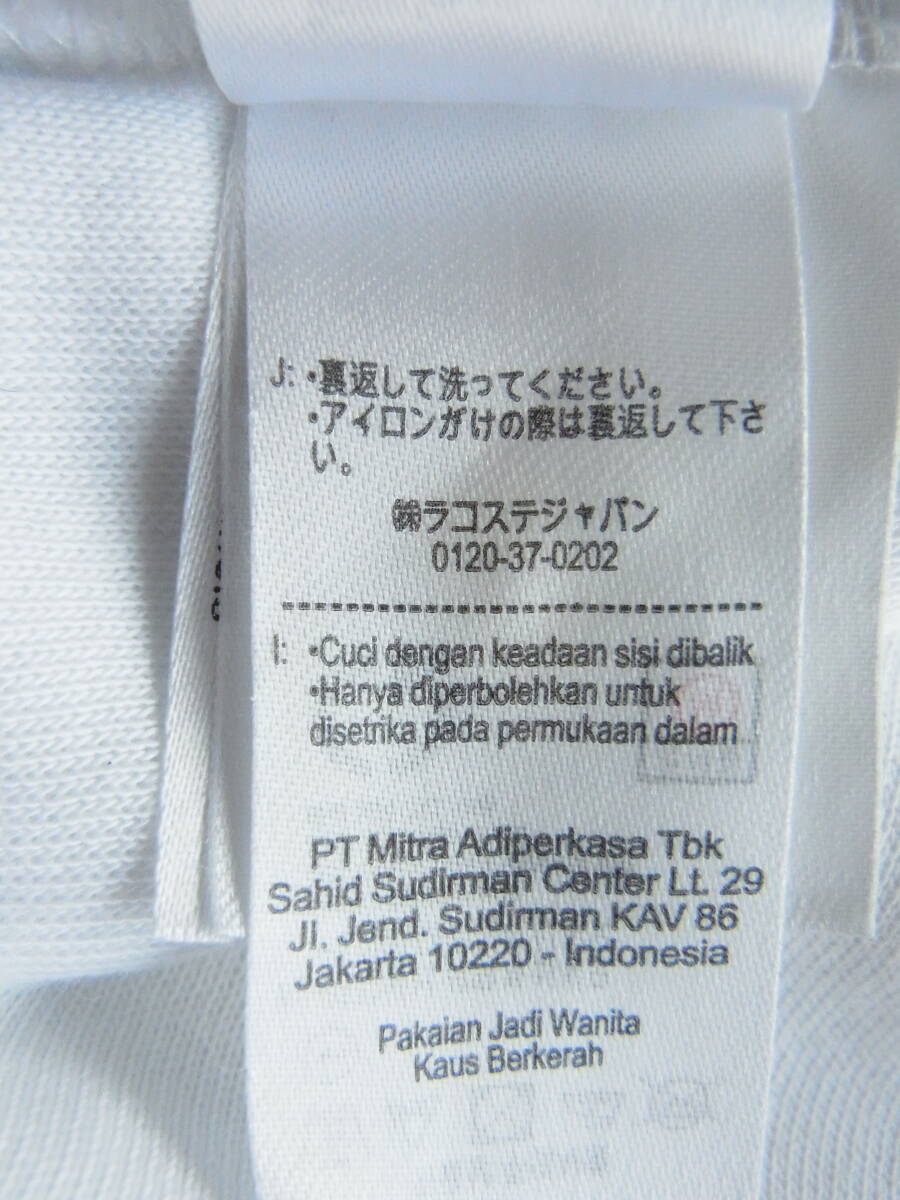 J: ・裏返して洗ってください。
・アイロンがけの際は裏返して下さ
い。
㈱ラコステジャパン
0120-37-0202
I: •Cuci dengan keadaan sisi dibalik
•Hanya diperbolehkan untuk
disetrika pada permukaan dalam
PT Mitra Adiperkasa Tbk
Sahid Sudirman Center Lt. 29
Jl. Jend. Sudirman KAV 86
Jakarta 10220 - Indonesia
Pakaian Jadi Wanita
Kaus Berkerah